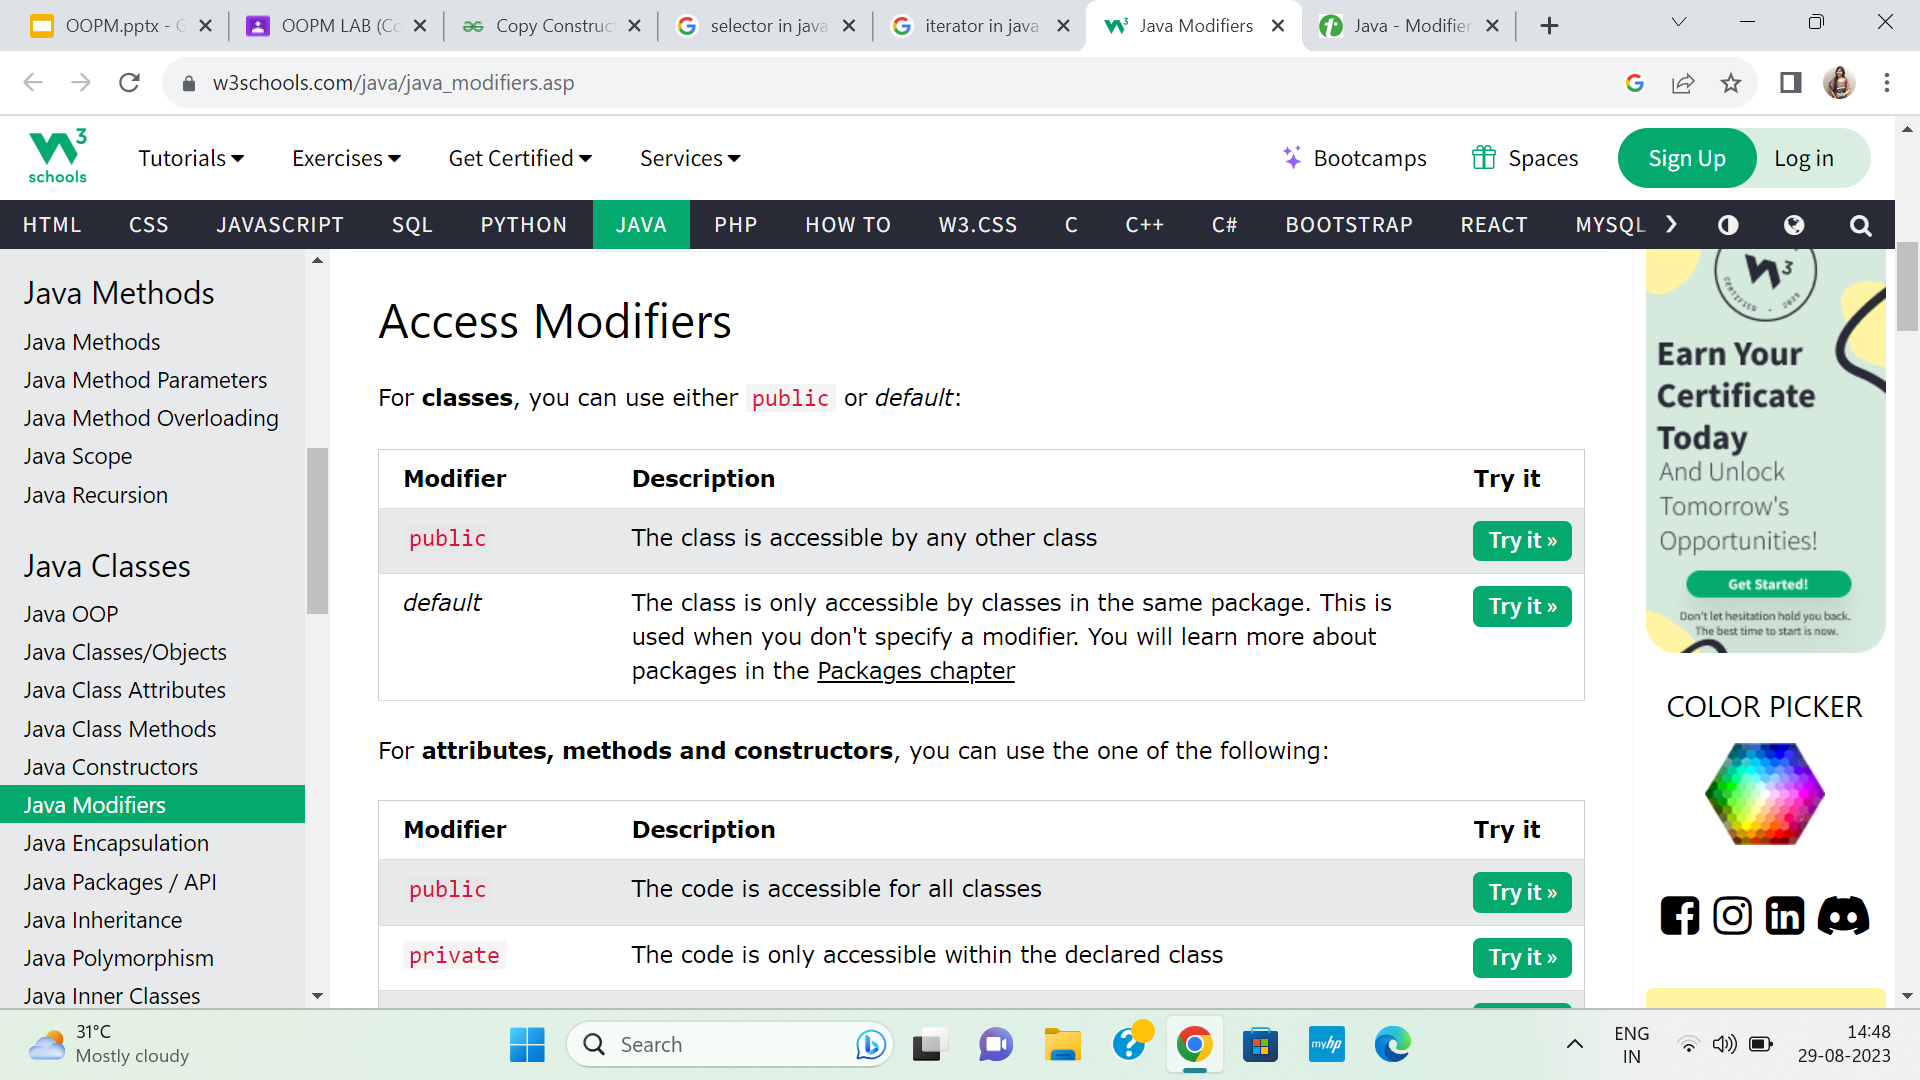 OOPM.pptx - G
OOPM LAB (Co
Copy Construc
selector in java
iterator in java
Java Modifiers
Java - Modifier
w3schools.com/java/java_modifiers.asp
3
schools
Tutorials
Exercises
Get Certified
Services
Bootcamps
Spaces
Sign Up
Log in
HTML
CSS
JAVASCRIPT
SQL
PYTHON
JAVA
PHP
HOW TO
W3.CSS
C
C++
C#
BOOTSTRAP
REACT
MYSQL
Java Methods
Java Methods
Java Method Parameters
Java Method Overloading
Java Scope
Java Recursion
Java Classes
Java OOP
Java Classes/Objects
Java Class Attributes
Java Class Methods
Java Constructors
Java Modifiers
Java Encapsulation
Java Packages / API
Java Inheritance
Java Polymorphism
Java Inner Classes
Access Modifiers
For classes, you can use either public or default:
Modifier Description Try it
public The class is accessible by any other class Try it »
default The class is only accessible by classes in the same package. This is Try it »
used when you don't specify a modifier. You will learn more about
packages in the Packages chapter
For attributes, methods and constructors, you can use the one of the following:
Modifier Description Try it
public The code is accessible for all classes Try it »
private The code is only accessible within the declared class Try it »
3
CERTIFIED
Earn Your
Certificate
Today
And Unlock
Tomorrow's
Opportunities!
Get Started!
Don't let hesitation hold you back.
The best time to start is now.
COLOR PICKER
31°C
Mostly cloudy
Search
myhp
ENG
IN
14:48
29-08-2023